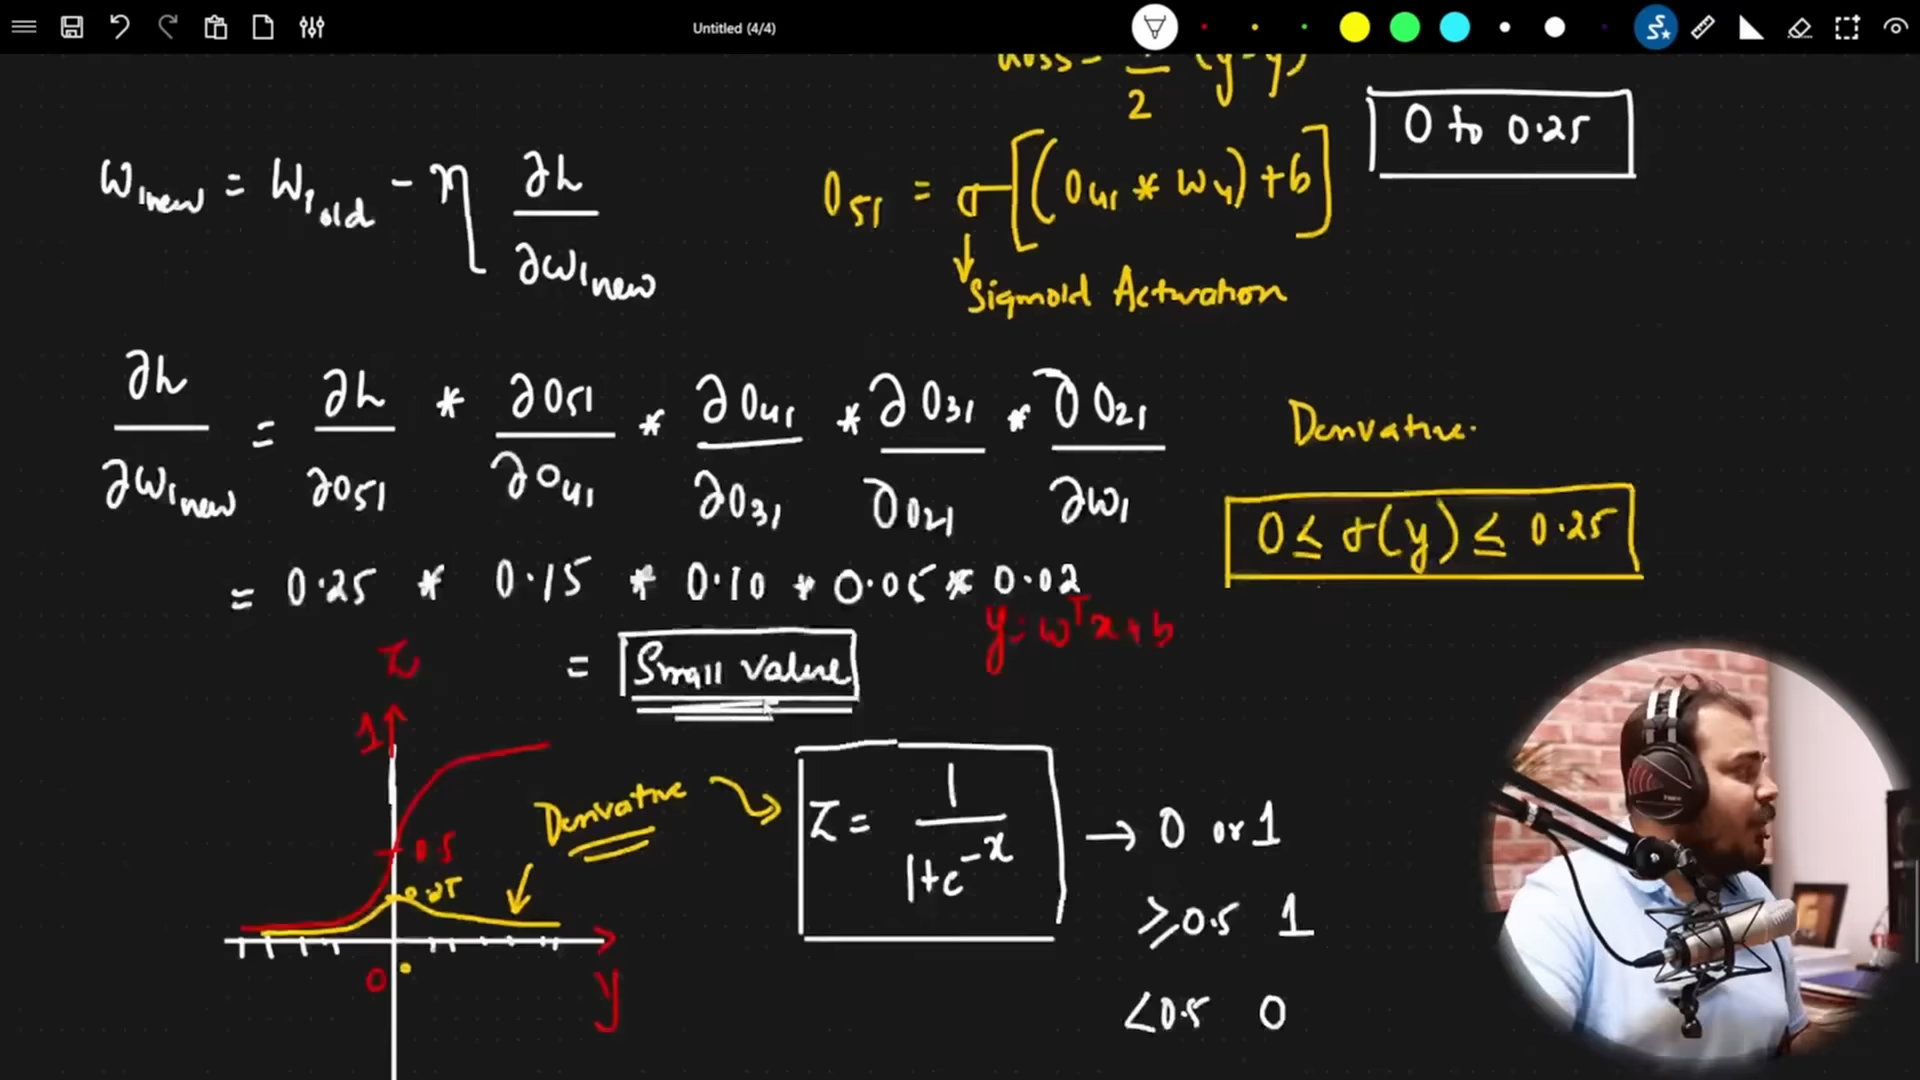 Untitled (4/4)
2
0 to 0.25
W₁new = W₁old - η ∂L / ∂W₁new
O₅₁ = σ [(O₄₁ * W₄) + b]
Sigmoid Activation
∂L / ∂W₁new = ∂L / ∂O₅₁ * ∂O₅₁ / ∂O₄₁ * ∂O₄₁ / ∂O₃₁ * ∂O₃₁ / ∂O₂₁ * ∂O₂₁ / ∂W₁
Derivative.
0 ≤ σ(y) ≤ 0.25
= 0.25 * 0.15 * 0.10 * 0.05 * 0.02
y = wᵀx + b
= Small value
Z
1
0.5
0.25
0
y
Derivative
Z = 1 / 1+e^-x → 0 or 1
≥0.5 1
<0.5 0